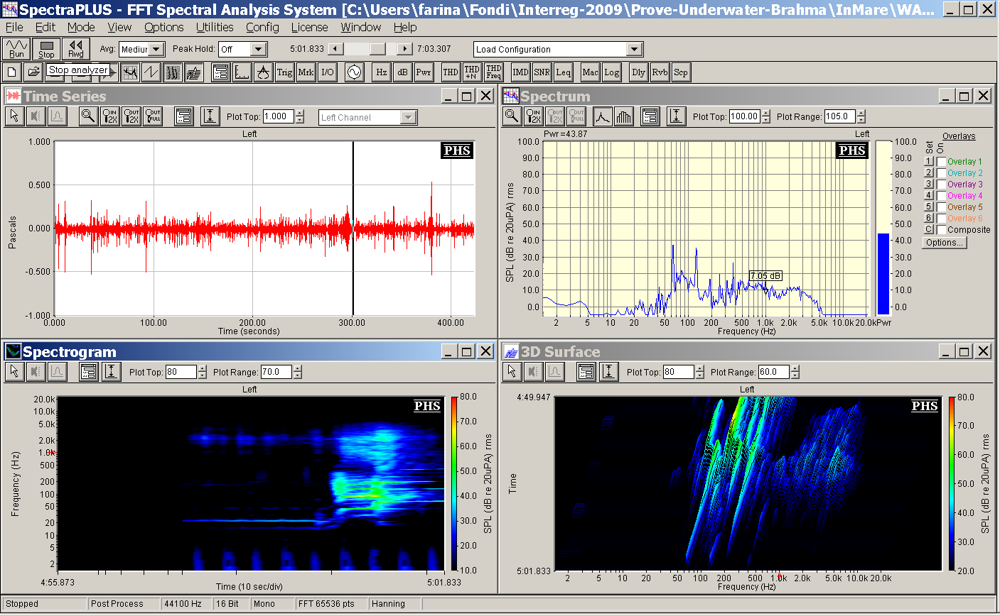 SpectraPLUS - FFT Spectral Analysis System [C:\Users\farina\Fondi\Interreg-2009\Prove-Underwater-Brahma\InMare\WA...
File Edit Mode View Options Utilities Config License Window Help
Run Stop Rwd Avg: Mediur Peak Hold: Off 5:01.833 7:03.307 Load Configuration
Stop analyzer Trig Mrk I/O Hz dB Pwr THD THD +N THD Freq IMD SNR Leq Mac Log Dly Rvb Scp
Time Series
IN 2X OUT 2X OUT FULL Plot Top: 1.000 Left Channel
Left
PHS
1.000
0.500
0.000
-0.500
-1.000
Pascals
0.000 100.00 200.00 300.00 400.00
Time (seconds)
Spectrum
IN 2X OUT 2X OUT FULL Plot Top: 100.00 Plot Range: 105.0
Pwr =43.87 Left
PHS
100.0 100.0
90.0 90.0
80.0 80.0
70.0 70.0
60.0 60.0
50.0 50.0
40.0 40.0
30.0 30.0
20.0 20.0
10.0 10.0
0.0 0.0
SPL (dB re 20uPA) rms
7.05 dB
2 5 10 20 50 100 200 500 1.0k 2.0k 5.0k 10.0k 20.0k Pwr
Frequency (Hz)
Overlays
Set On
1 Overlay 1
2 Overlay 2
3 Overlay 3
4 Overlay 4
5 Overlay 5
6 Overlay 6
C Composite
Options...
Spectrogram
Plot Top: 80 Plot Range: 70.0
Left
PHS
20.0k
10.0k
5.0k
2.0k
1.0k
500
200
100
50
20
10
5
2
Frequency (Hz)
80.0
70.0
60.0
50.0
40.0
30.0
20.0
10.0
SPL (dB re 20uPA) rms
4:55.873 5:01.833
Time (10 sec/div)
3D Surface
Plot Top: 80 Plot Range: 60.0
Left
PHS
4:49.947
Time
5:01.833
80.0
70.0
60.0
50.0
40.0
30.0
20.0
SPL (dB re 20uPA) rms
2 5 10 20 50 100 200 500 1.0k 2.0k 5.0k 10.0k 20.0k
Frequency (Hz)
Stopped Post Process 44100 Hz 16 Bit Mono FFT 65536 pts Hanning